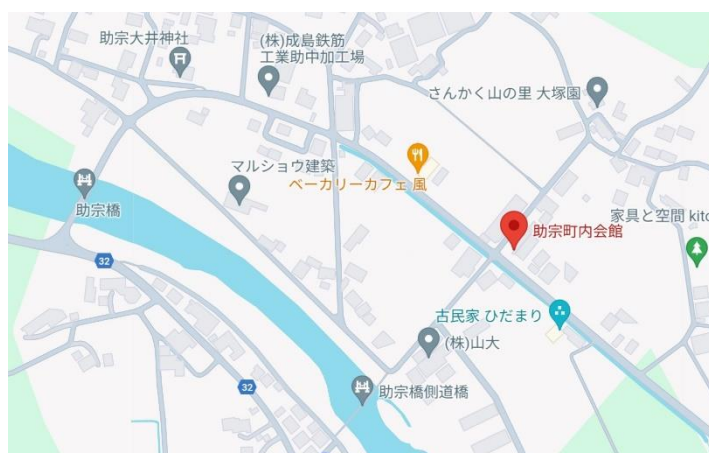 助宗大井神社
(株)成島鉄筋
工業助中加工場
さんかく山の里 大塚園
マルショウ建築
ベーカリーカフェ 風
助宗橋
助宗町内会館
家具と空間 kito
32
古民家 ひだまり
(株)山大
32
助宗橋側道橋